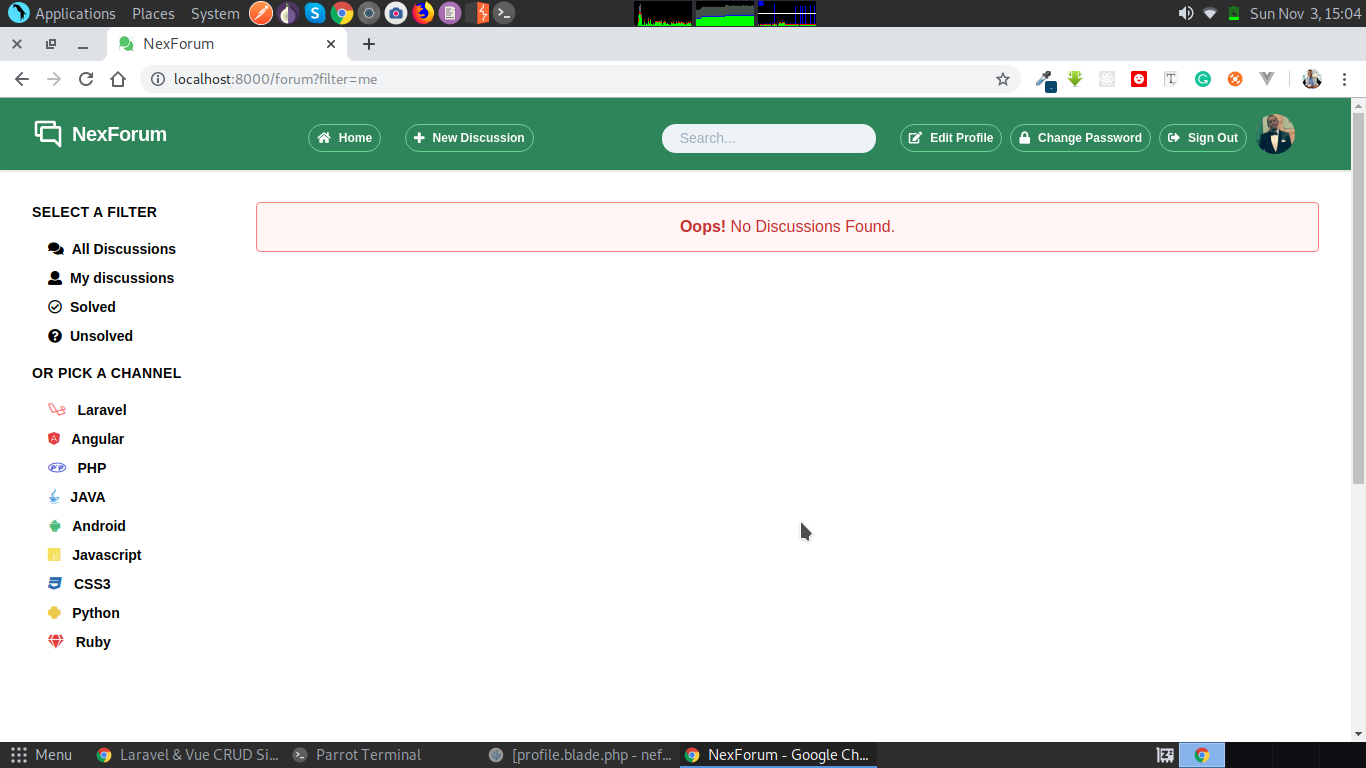 Applications Places System Sun Nov 3, 15:04
NexForum
localhost:8000/forum?filter=me
NexForum Home New Discussion Search... Edit Profile Change Password Sign Out
SELECT A FILTER
Oops! No Discussions Found.
All Discussions
My discussions
Solved
Unsolved
OR PICK A CHANNEL
Laravel
Angular
PHP
JAVA
Android
Javascript
CSS3
Python
Ruby
Menu Laravel & Vue CRUD Si... Parrot Terminal [profile.blade.php - nef... NexForum - Google Ch...